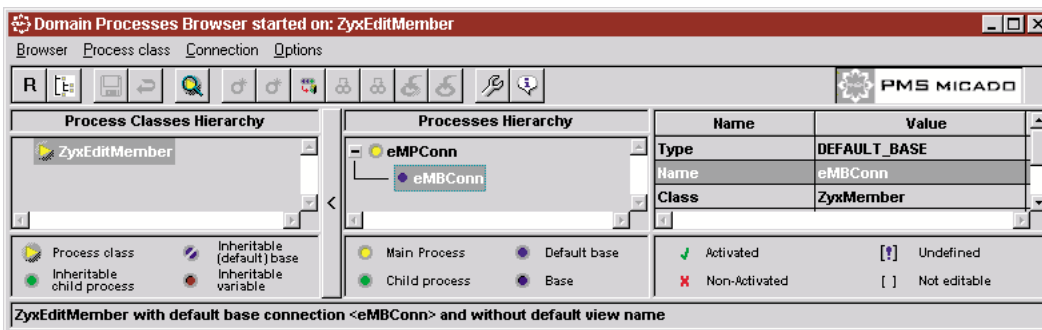 Domain Processes Browser started on: ZyxEditMember
Browser Process class Connection Options
R PMS MICADO
Process Classes Hierarchy
ZyxEditMember
<
Processes Hierarchy
eMPConn
eMBConn
Name Value
Type DEFAULT_BASE
Name eMBConn
Class ZyxMember
Process class
Inheritable (default) base
Inheritable child process
Inheritable variable
Main Process Default base
Child process Base
Activated [!] Undefined
Non-Activated [ ] Not editable
ZyxEditMember with default base connection <eMBConn> and without default view name